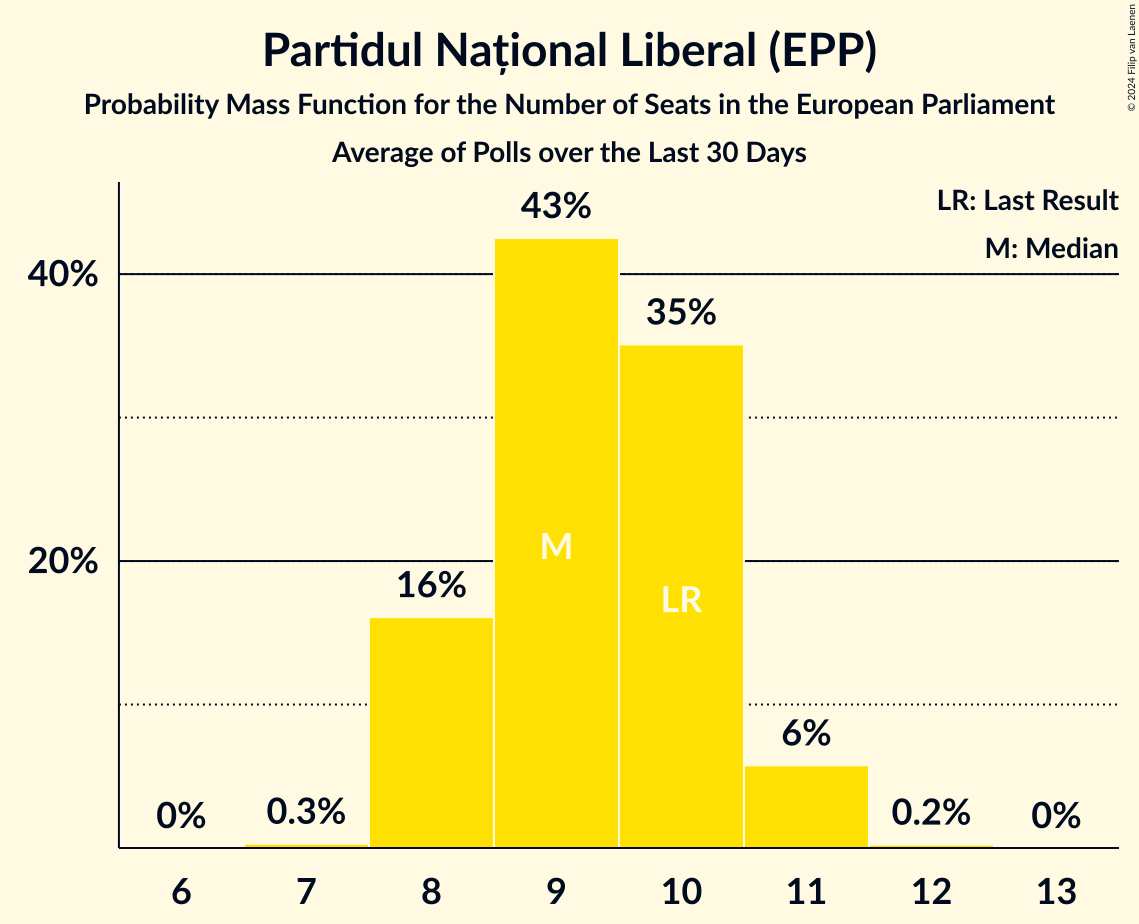 Partidul Național Liberal (EPP)
Probability Mass Function for the Number of Seats in the European Parliament
Average of Polls over the Last 30 Days
© 2024 Filip van Laenen
LR: Last Result
M: Median
43%
40%
35%
M
20%
16%
LR
6%
0%
0.3%
0.2%
0%
6 7 8 9 10 11 12 13